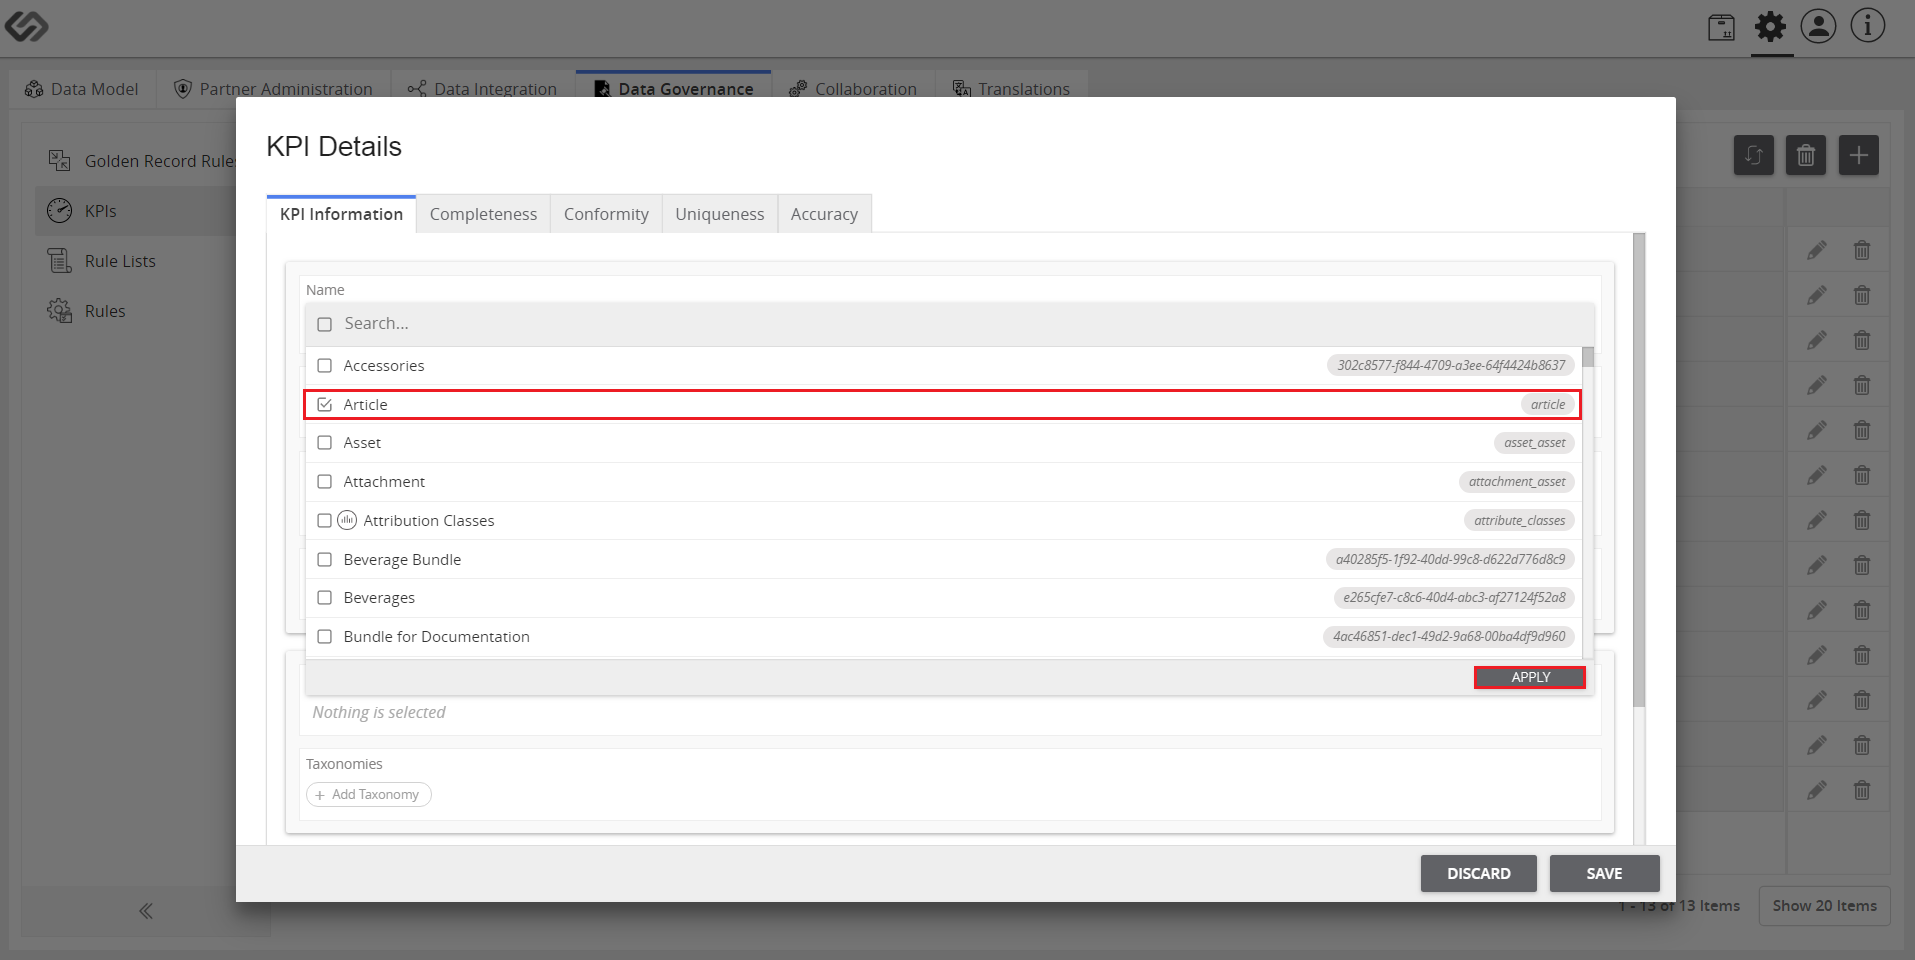 Data Model
Partner Administration
Data Integration
Data Governance
Collaboration
Translations
Golden Record Rule
KPIs
Rule Lists
Rules
KPI Details
KPI Information
Completeness
Conformity
Uniqueness
Accuracy
Name
Search...
Accessories 302c8577-f844-4709-a3ee-64f4424b8637
Article article
Asset asset_asset
Attachment attachment_asset
Attribution Classes attribute_classes
Beverage Bundle a40285f5-1f92-40dd-99c8-d622d776d8c9
Beverages e265cfe7-c8c6-40d4-abc3-af27124f52a8
Bundle for Documentation 4ac46851-dec1-49d2-9a68-00ba4df9d960
APPLY
Nothing is selected
Taxonomies
+ Add Taxonomy
DISCARD
SAVE
1 - 13 of 13 Items
Show 20 Items